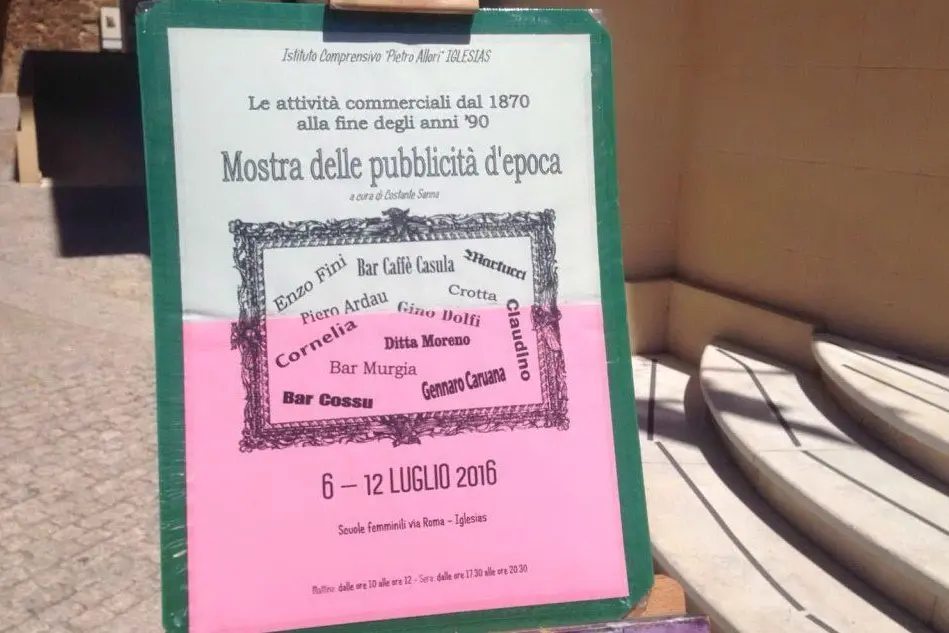 Istituto Comprensivo "Pietro Allori" IGLESIAS
Le attività commerciali dal 1870
alla fine degli anni '90
Mostra delle pubblicità d'epoca
a cura di Costante Sanna
Enzo Fini
Bar Caffè Casula
Martucci
Piero Ardau
Crotta
Gino Dolfi
Claudino
Cornelia
Ditta Moreno
Bar Murgia
Gennaro Caruana
Bar Cossu
6 – 12 LUGLIO 2016
Scuole femminili via Roma - Iglesias
Mattino dalle ore 10 alle ore 12 - Sera dalle ore 17.30 alle ore 20.30